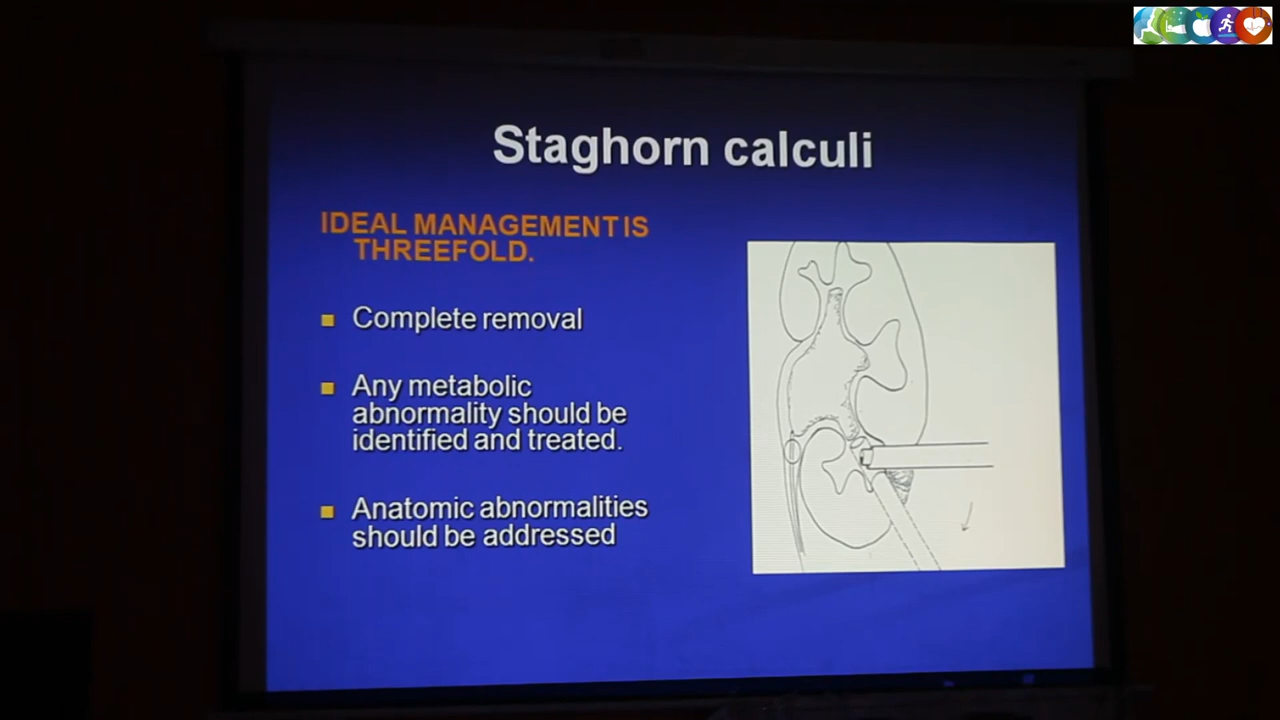 Staghorn calculi
IDEAL MANAGEMENT IS
THREEFOLD.
Complete removal
Any metabolic
abnormality should be
identified and treated.
Anatomic abnormalities
should be addressed